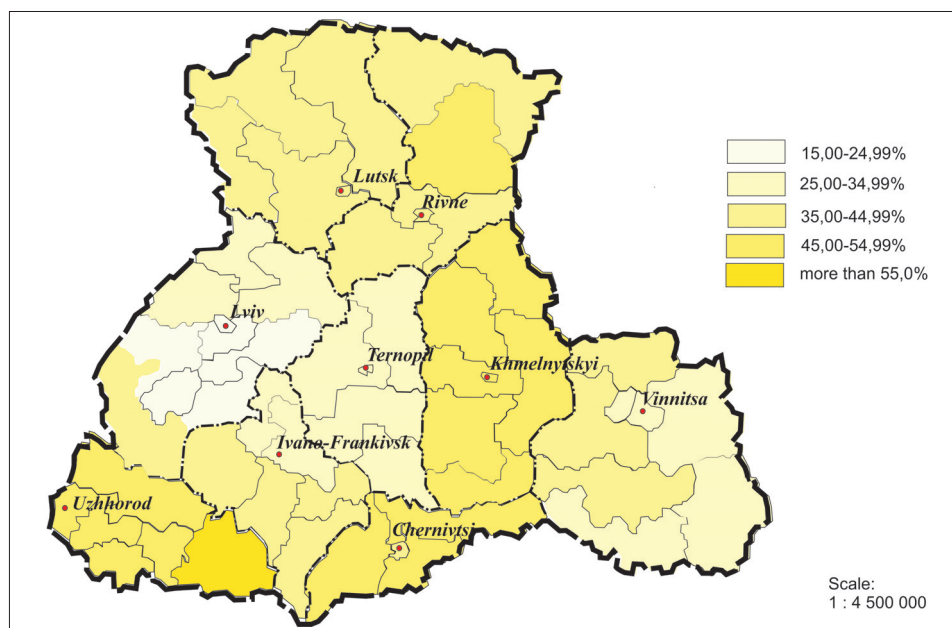 15,00-24,99%
25,00-34,99%
35,00-44,99%
45,00-54,99%
more than 55,0%
Lutsk
Rivne
Lviv
Ternopil
Khmelnytskyi
Vinnitsa
Ivano-Frankivsk
Uzhhorod
Chernivtsi
Scale:
1 : 4 500 000